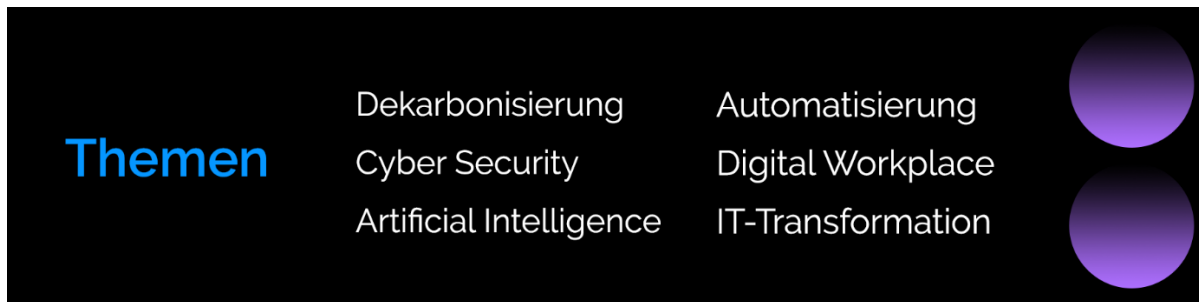 Themen
Dekarbonisierung
Cyber Security
Artificial Intelligence
Automatisierung
Digital Workplace
IT-Transformation